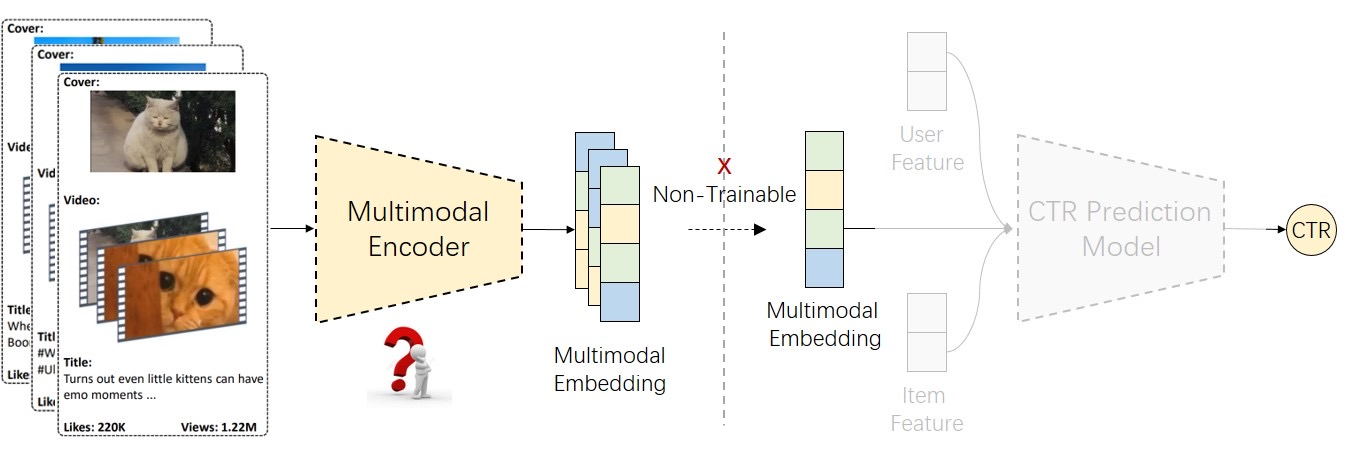 Cover:
Cover:
Cover:
Video:
Title:
Turns out even little kittens can have
emo moments ...
Likes: 220K Views: 1.22M
Multimodal
Encoder
Multimodal
Embedding
X
Non-Trainable
Multimodal
Embedding
User
Feature
Item
Feature
CTR Prediction
Model
CTR